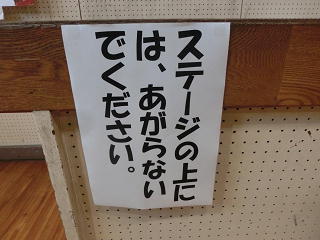 ステージの上に
は、あがらない
でください。